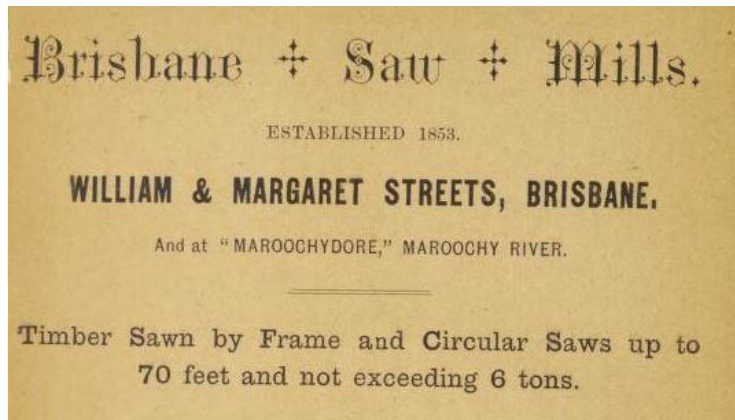 Brisbane ✣ Saw ✣ Mills.
ESTABLISHED 1853.
WILLIAM & MARGARET STREETS, BRISBANE.
And at "MAROOCHYDORE," MAROOCHY RIVER.
Timber Sawn by Frame and Circular Saws up to
70 feet and not exceeding 6 tons.